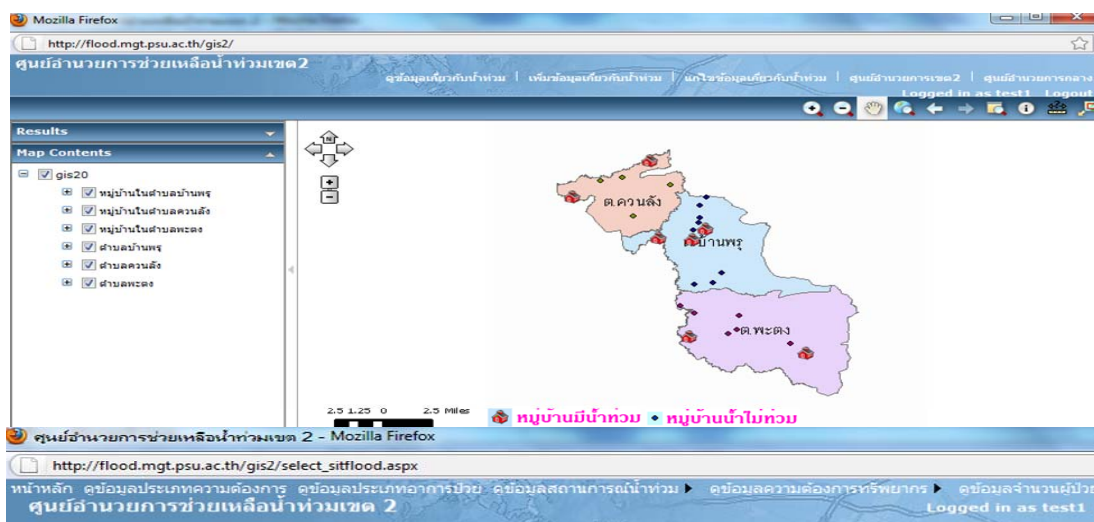 Mozilla Firefox
http://flood.mgt.psu.ac.th/gis2/
ศูนย์อำนวยการช่วยเหลือน้ำท่วมเขต2
ดูข้อมูลเกี่ยวกับน้ำท่วม | เพิ่มข้อมูลเกี่ยวกับน้ำท่วม | แก้ไขข้อมูลเกี่ยวกับน้ำท่วม | ศูนย์อำนวยการเขต2 | ศูนย์อำนวยการกลาง
Logged in as test1 Logout
Results
Map Contents
gis20
หมู่บ้านในตำบลบ้านพรุ
หมู่บ้านในตำบลควนลัง
หมู่บ้านในตำบลพะตง
ตำบลบ้านพรุ
ตำบลควนลัง
ตำบลพะตง
N
ต.ควนลัง
ต.บ้านพรุ
ต.พะตง
2.5 1.25 0 2.5 Miles
หมู่บ้านมีน้ำท่วม หมู่บ้านน้ำไม่ท่วม
ศูนย์อำนวยการช่วยเหลือน้ำท่วมเขต 2 - Mozilla Firefox
http://flood.mgt.psu.ac.th/gis2/select_sitflood.aspx
หน้าหลัก ดูข้อมูลประเภทความต้องการ ดูข้อมูลประเภทอาการป่วย ดูข้อมูลสถานการณ์น้ำท่วม ดูข้อมูลความต้องการทรัพยากร ดูข้อมูลจำนวนผู้ป่วย
ศูนย์อำนวยการช่วยเหลือน้ำท่วมเขต 2
Logged in as test1